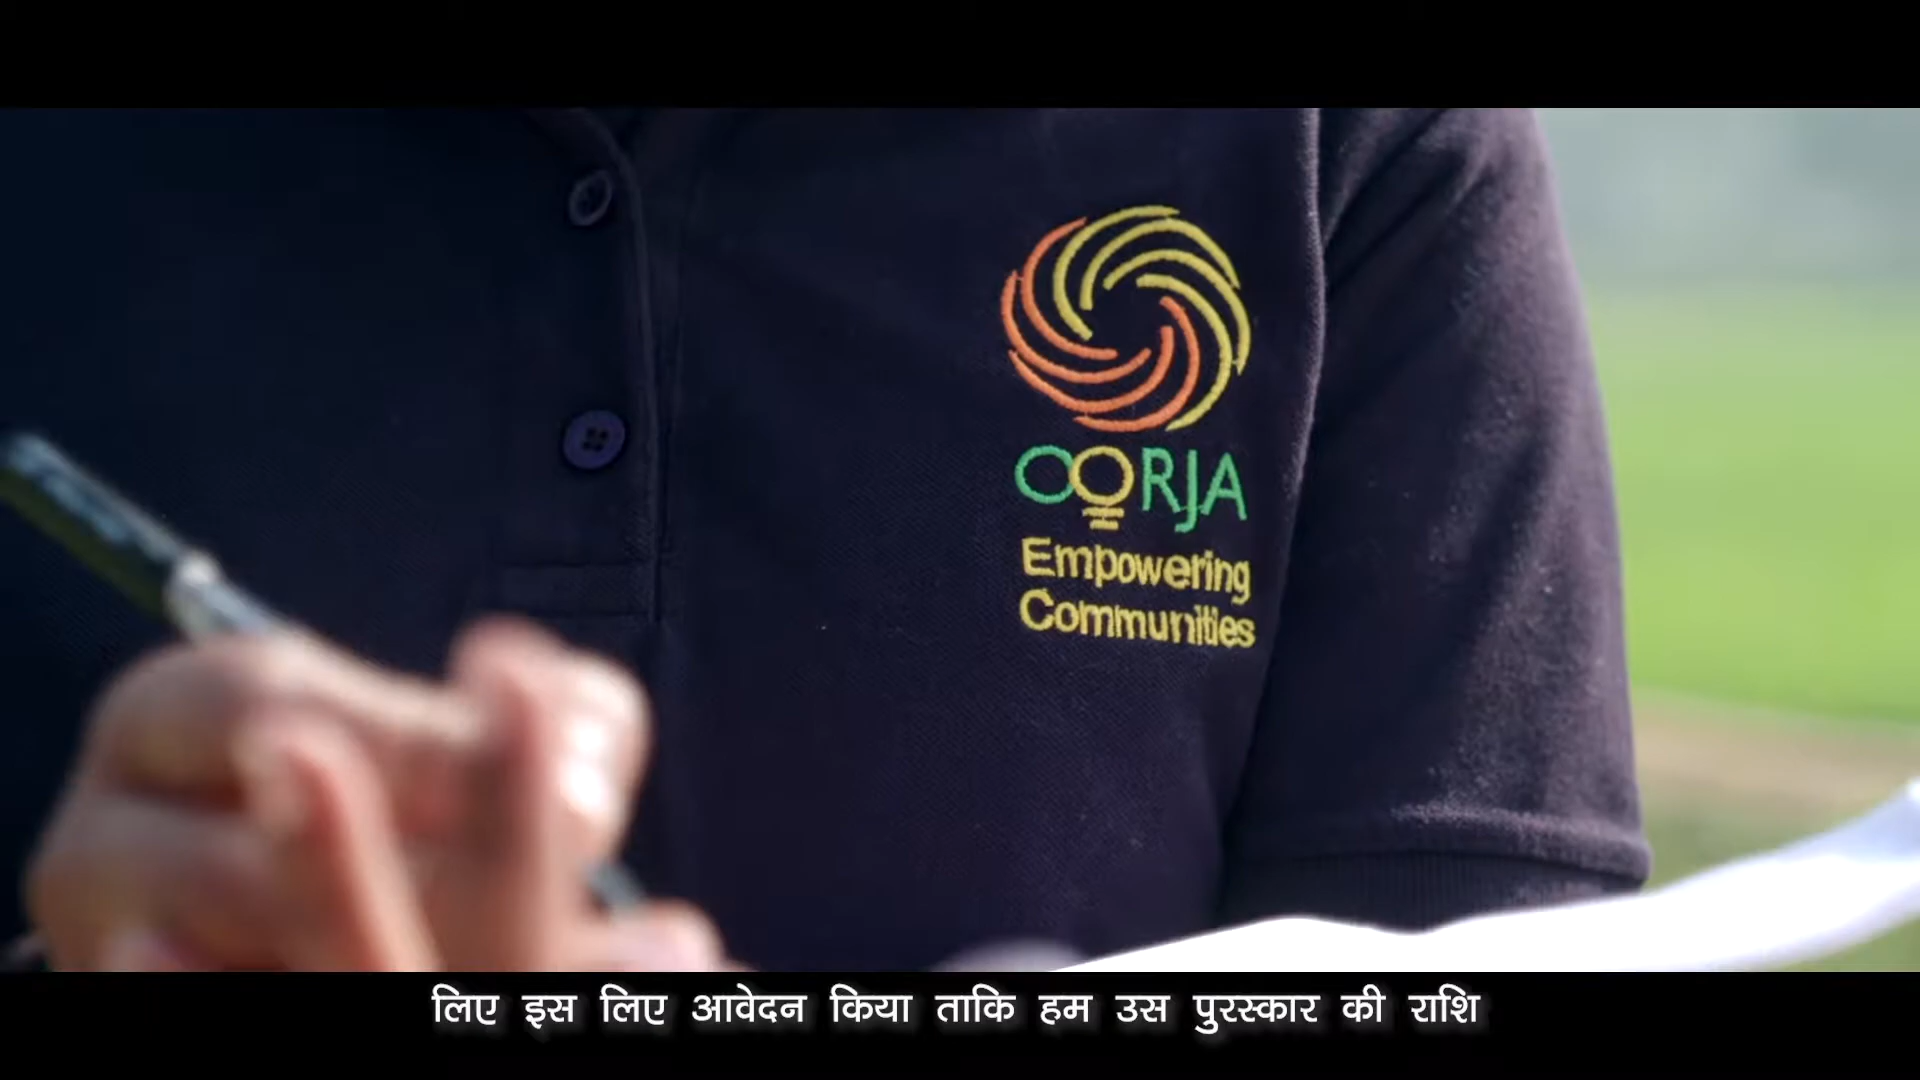 OORJA
Empowering
Communities
लिए इस लिए आवेदन किया ताकि हम उस पुरस्कार की राशि